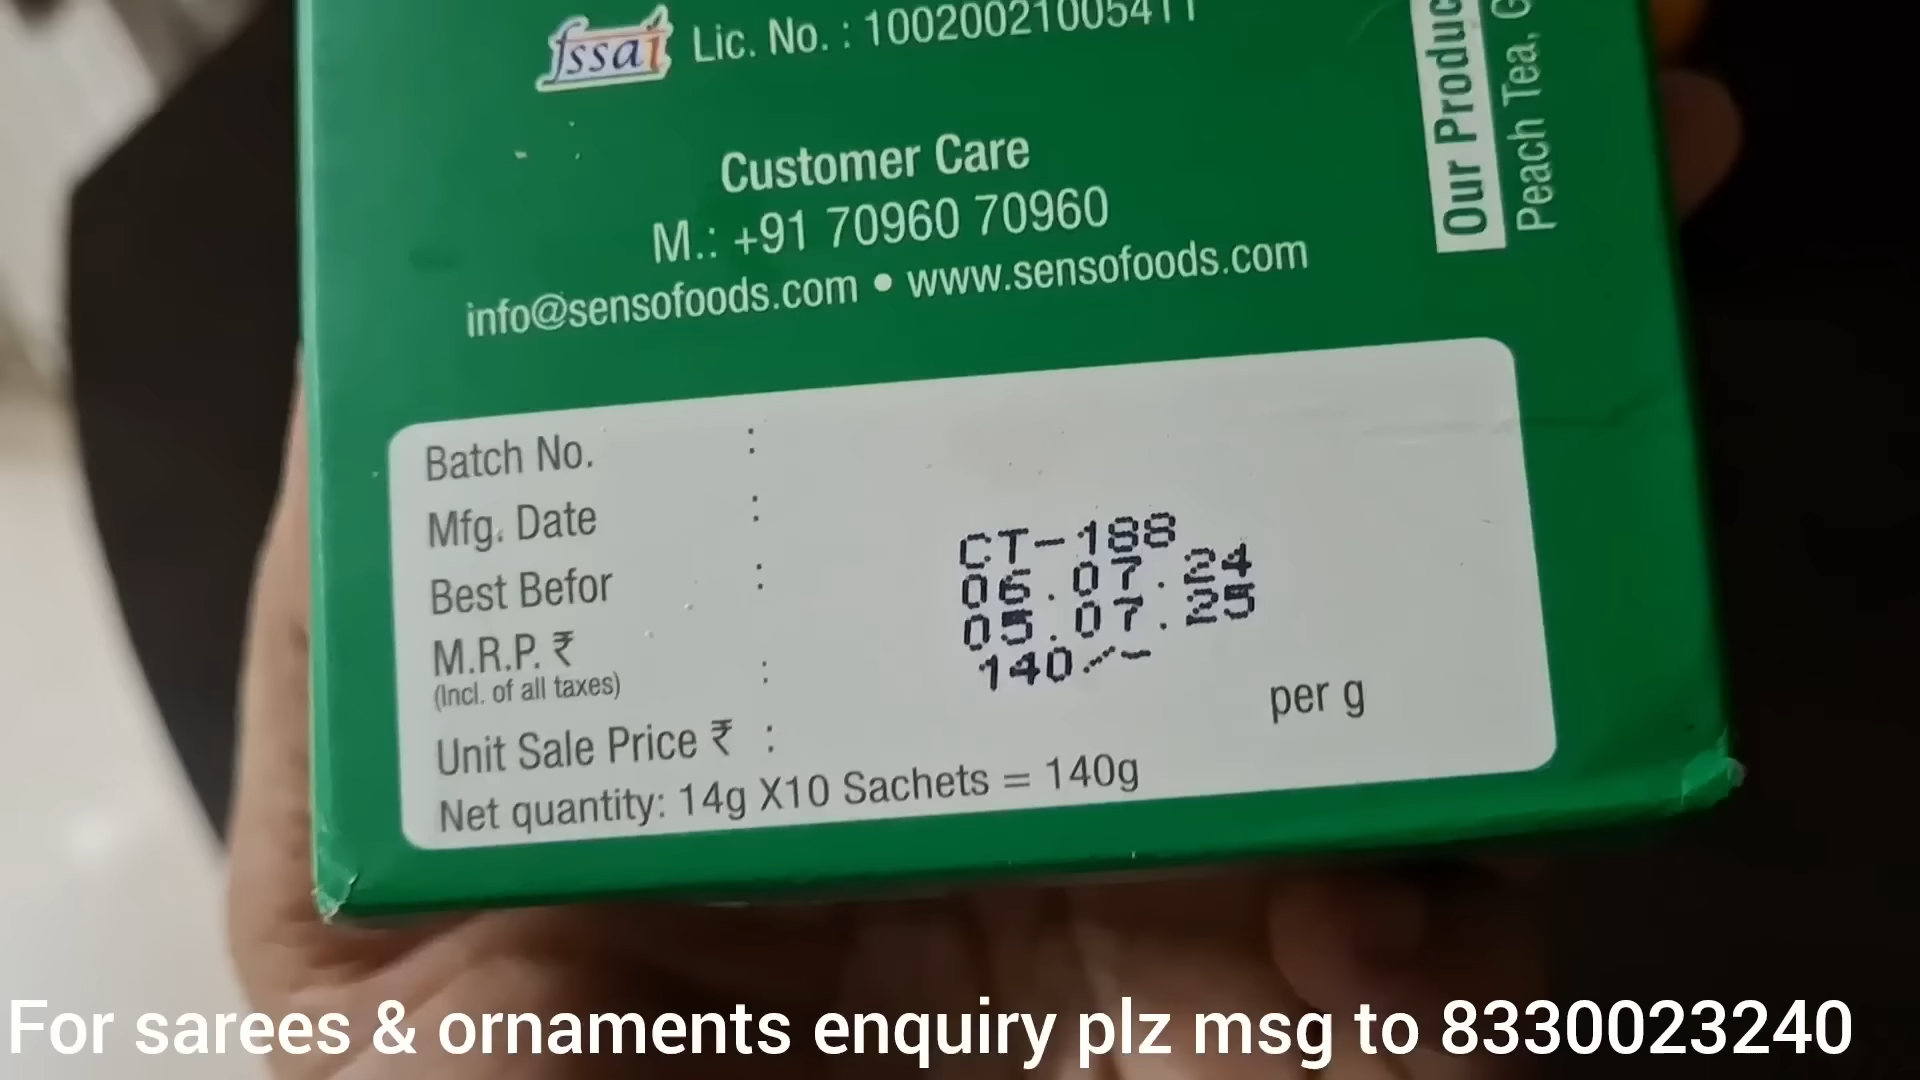 fssai Lic. No. : 10020021005411
Customer Care
M.: +91 70960 70960
info@sensofoods.com • www.sensofoods.com
Our Produc
Peach Tea, G
Batch No. :
Mfg. Date :
Best Befor :
M.R.P. ₹
(Incl. of all taxes) :
CT-188
06.07.24
05.07.25
140/-
Unit Sale Price ₹ : per g
Net quantity: 14g X10 Sachets = 140g
For sarees & ornaments enquiry plz msg to 8330023240